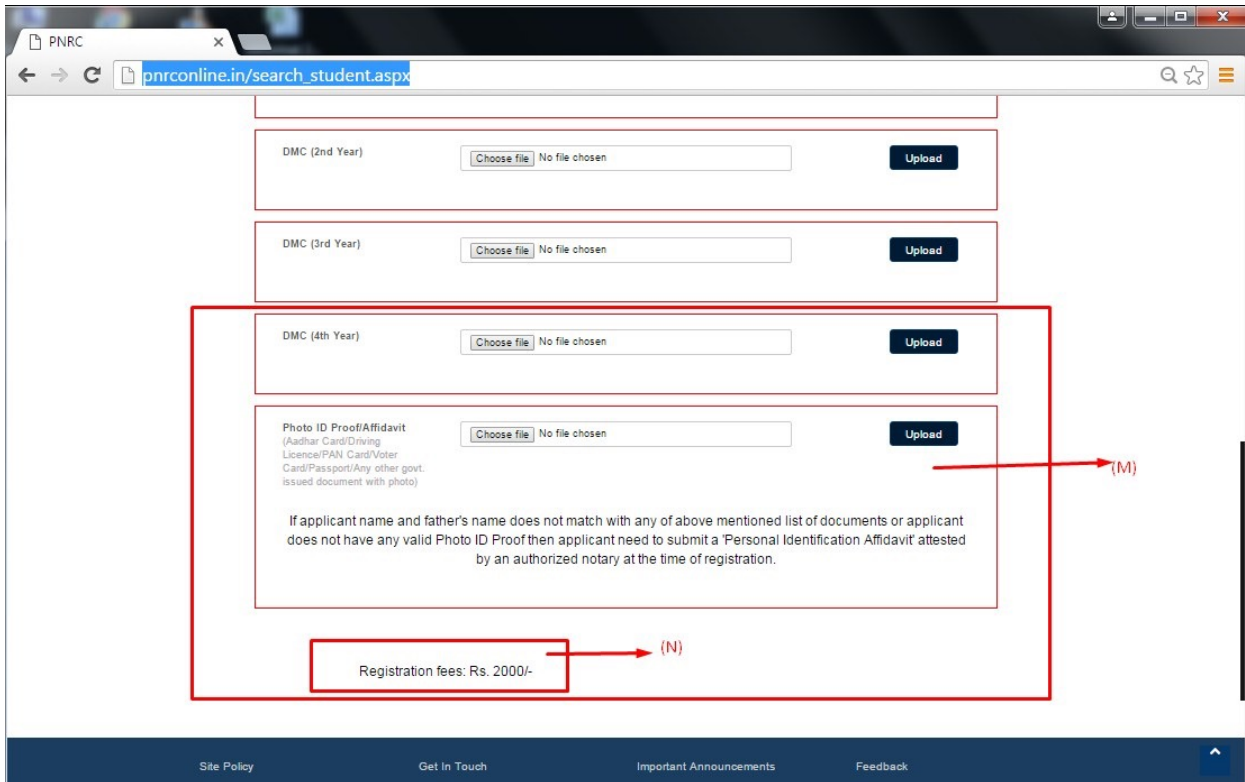 PNRC
pnrconline.in/search_student.aspx
DMC (2nd Year) Choose file No file chosen Upload
DMC (3rd Year) Choose file No file chosen Upload
DMC (4th Year) Choose file No file chosen Upload
Photo ID Proof/Affidavit Choose file No file chosen Upload
(Aadhar Card/Driving
Licence/PAN Card/Voter
Card/Passport/Any other govt.
issued document with photo)
(M)
If applicant name and father's name does not match with any of above mentioned list of documents or applicant
does not have any valid Photo ID Proof then applicant need to submit a 'Personal Identification Affidavit' attested
by an authorized notary at the time of registration.
(N)
Registration fees: Rs. 2000/-
Site Policy Get In Touch Important Announcements Feedback